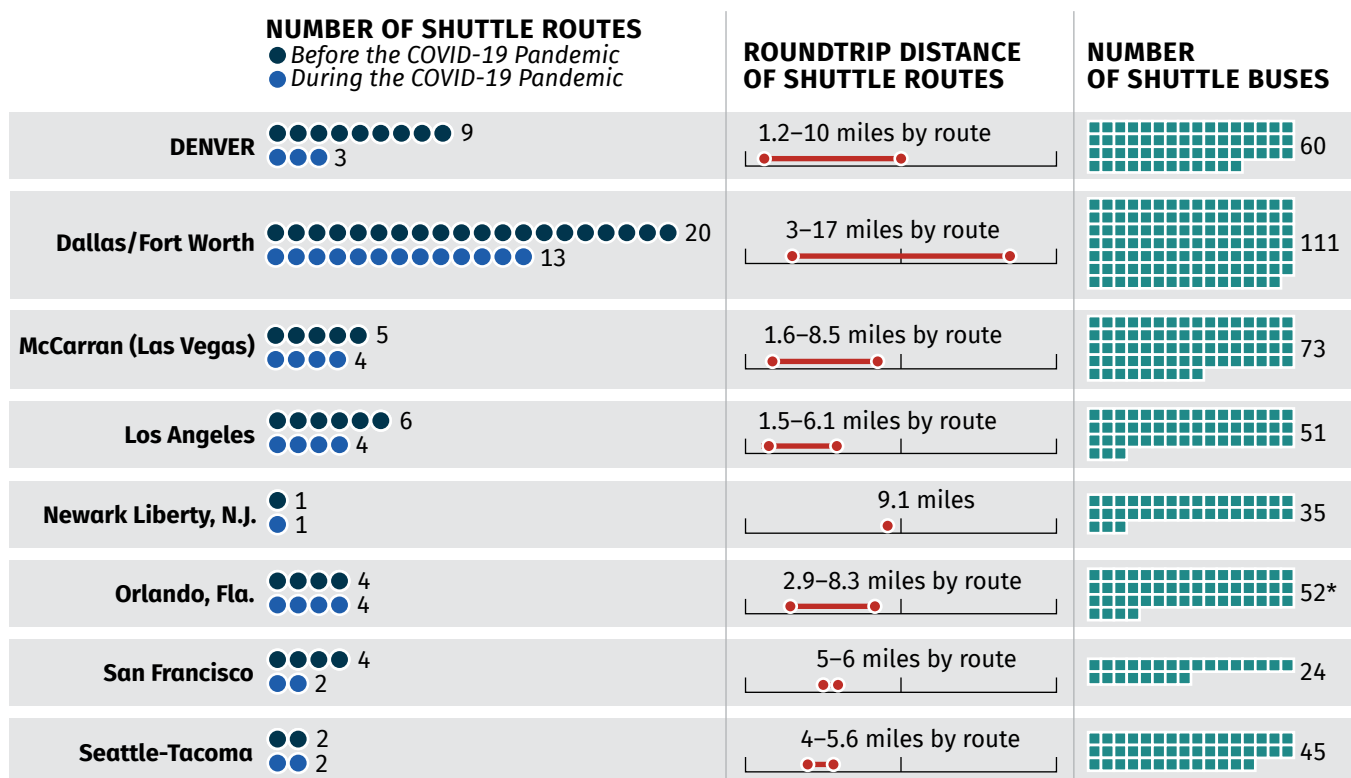 NUMBER OF SHUTTLE ROUTES
Before the COVID-19 Pandemic
During the COVID-19 Pandemic
ROUNDTRIP DISTANCE
OF SHUTTLE ROUTES
NUMBER
OF SHUTTLE BUSES
DENVER
9
3
1.2–10 miles by route
60
Dallas/Fort Worth
20
13
3–17 miles by route
111
McCarran (Las Vegas)
5
4
1.6–8.5 miles by route
73
Los Angeles
6
4
1.5–6.1 miles by route
51
Newark Liberty, N.J.
1
1
9.1 miles
35
Orlando, Fla.
4
4
2.9–8.3 miles by route
52*
San Francisco
4
2
5–6 miles by route
24
Seattle-Tacoma
2
2
4–5.6 miles by route
45